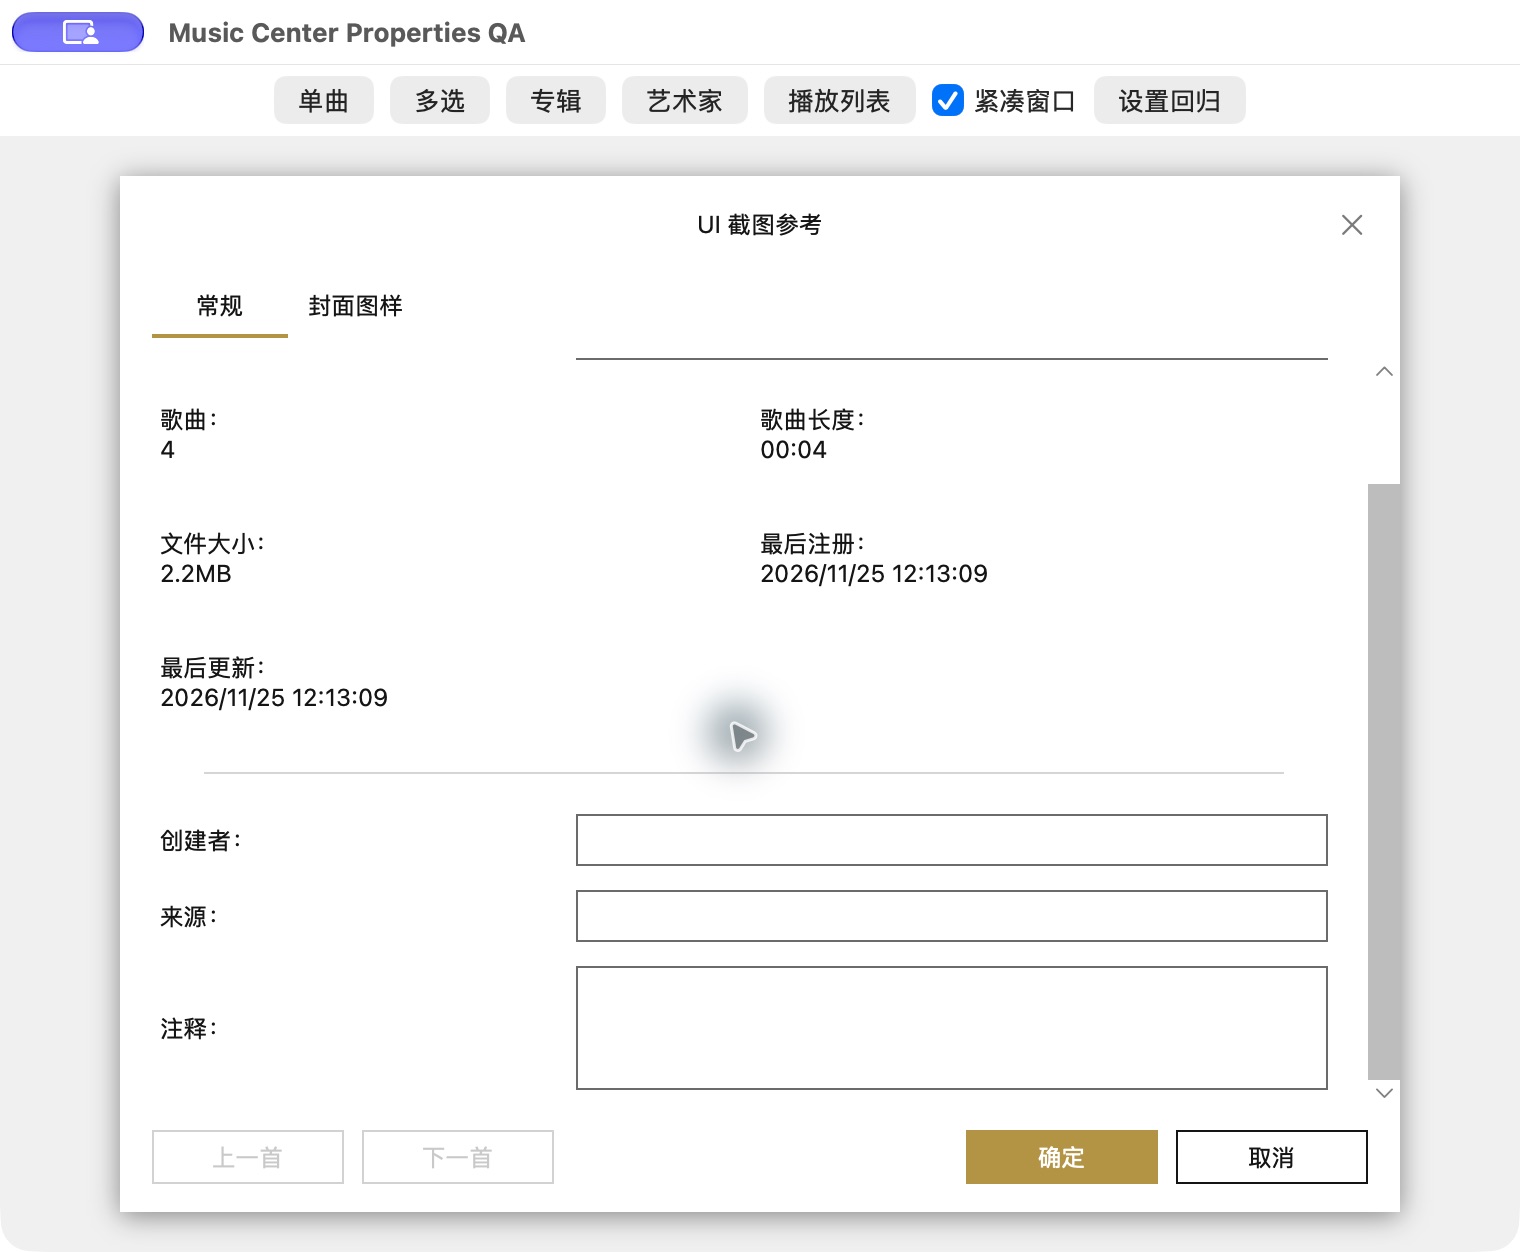 Music Center Properties QA
单曲 多选 专辑 艺术家 播放列表 紧凑窗口 设置回归
UI 截图参考
常规 封面图样
歌曲： 歌曲长度：
4 00:04
文件大小： 最后注册：
2.2MB 2026/11/25 12:13:09
最后更新：
2026/11/25 12:13:09
创建者：
来源：
注释：
上一首 下一首 确定 取消